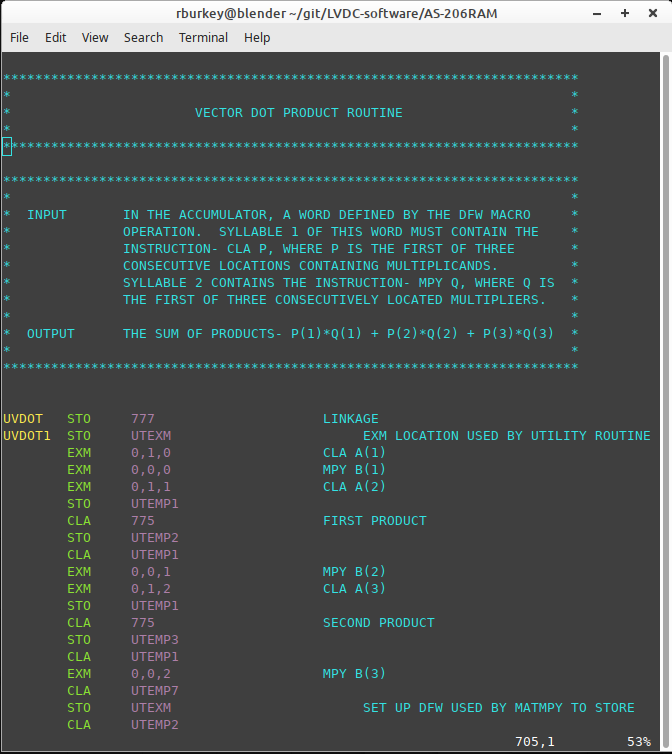 rburkey@blender ~/git/LVDC-software/AS-206RAM
File Edit View Search Terminal Help
************************************************************************
*                                                                      *
*                       VECTOR DOT PRODUCT ROUTINE                     *
*                                                                      *
************************************************************************
************************************************************************
*                                                                      *
*  INPUT       IN THE ACCUMULATOR, A WORD DEFINED BY THE DFW MACRO     *
*              OPERATION.  SYLLABLE 1 OF THIS WORD MUST CONTAIN THE    *
*              INSTRUCTION- CLA P, WHERE P IS THE FIRST OF THREE       *
*              CONSECUTIVE LOCATIONS CONTAINING MULTIPLICANDS.         *
*              SYLLABLE 2 CONTAINS THE INSTRUCTION- MPY Q, WHERE Q IS  *
*              THE FIRST OF THREE CONSECUTIVELY LOCATED MULTIPLIERS.   *
*                                                                      *
*  OUTPUT      THE SUM OF PRODUCTS- P(1)*Q(1) + P(2)*Q(2) + P(3)*Q(3)  *
*                                                                      *
************************************************************************
UVDOT   STO     777                     LINKAGE
UVDOT1  STO     UTEXM                        EXM LOCATION USED BY UTILITY ROUTINE
        EXM     0,1,0                   CLA A(1)
        EXM     0,0,0                   MPY B(1)
        EXM     0,1,1                   CLA A(2)
        STO     UTEMP1
        CLA     775                     FIRST PRODUCT
        STO     UTEMP2
        CLA     UTEMP1
        EXM     0,0,1                   MPY B(2)
        EXM     0,1,2                   CLA A(3)
        STO     UTEMP1
        CLA     775                     SECOND PRODUCT
        STO     UTEMP3
        CLA     UTEMP1
        EXM     0,0,2                   MPY B(3)
        CLA     UTEMP7
        STO     UTEXM                        SET UP DFW USED BY MATMPY TO STORE
        CLA     UTEMP2
705,1         53%